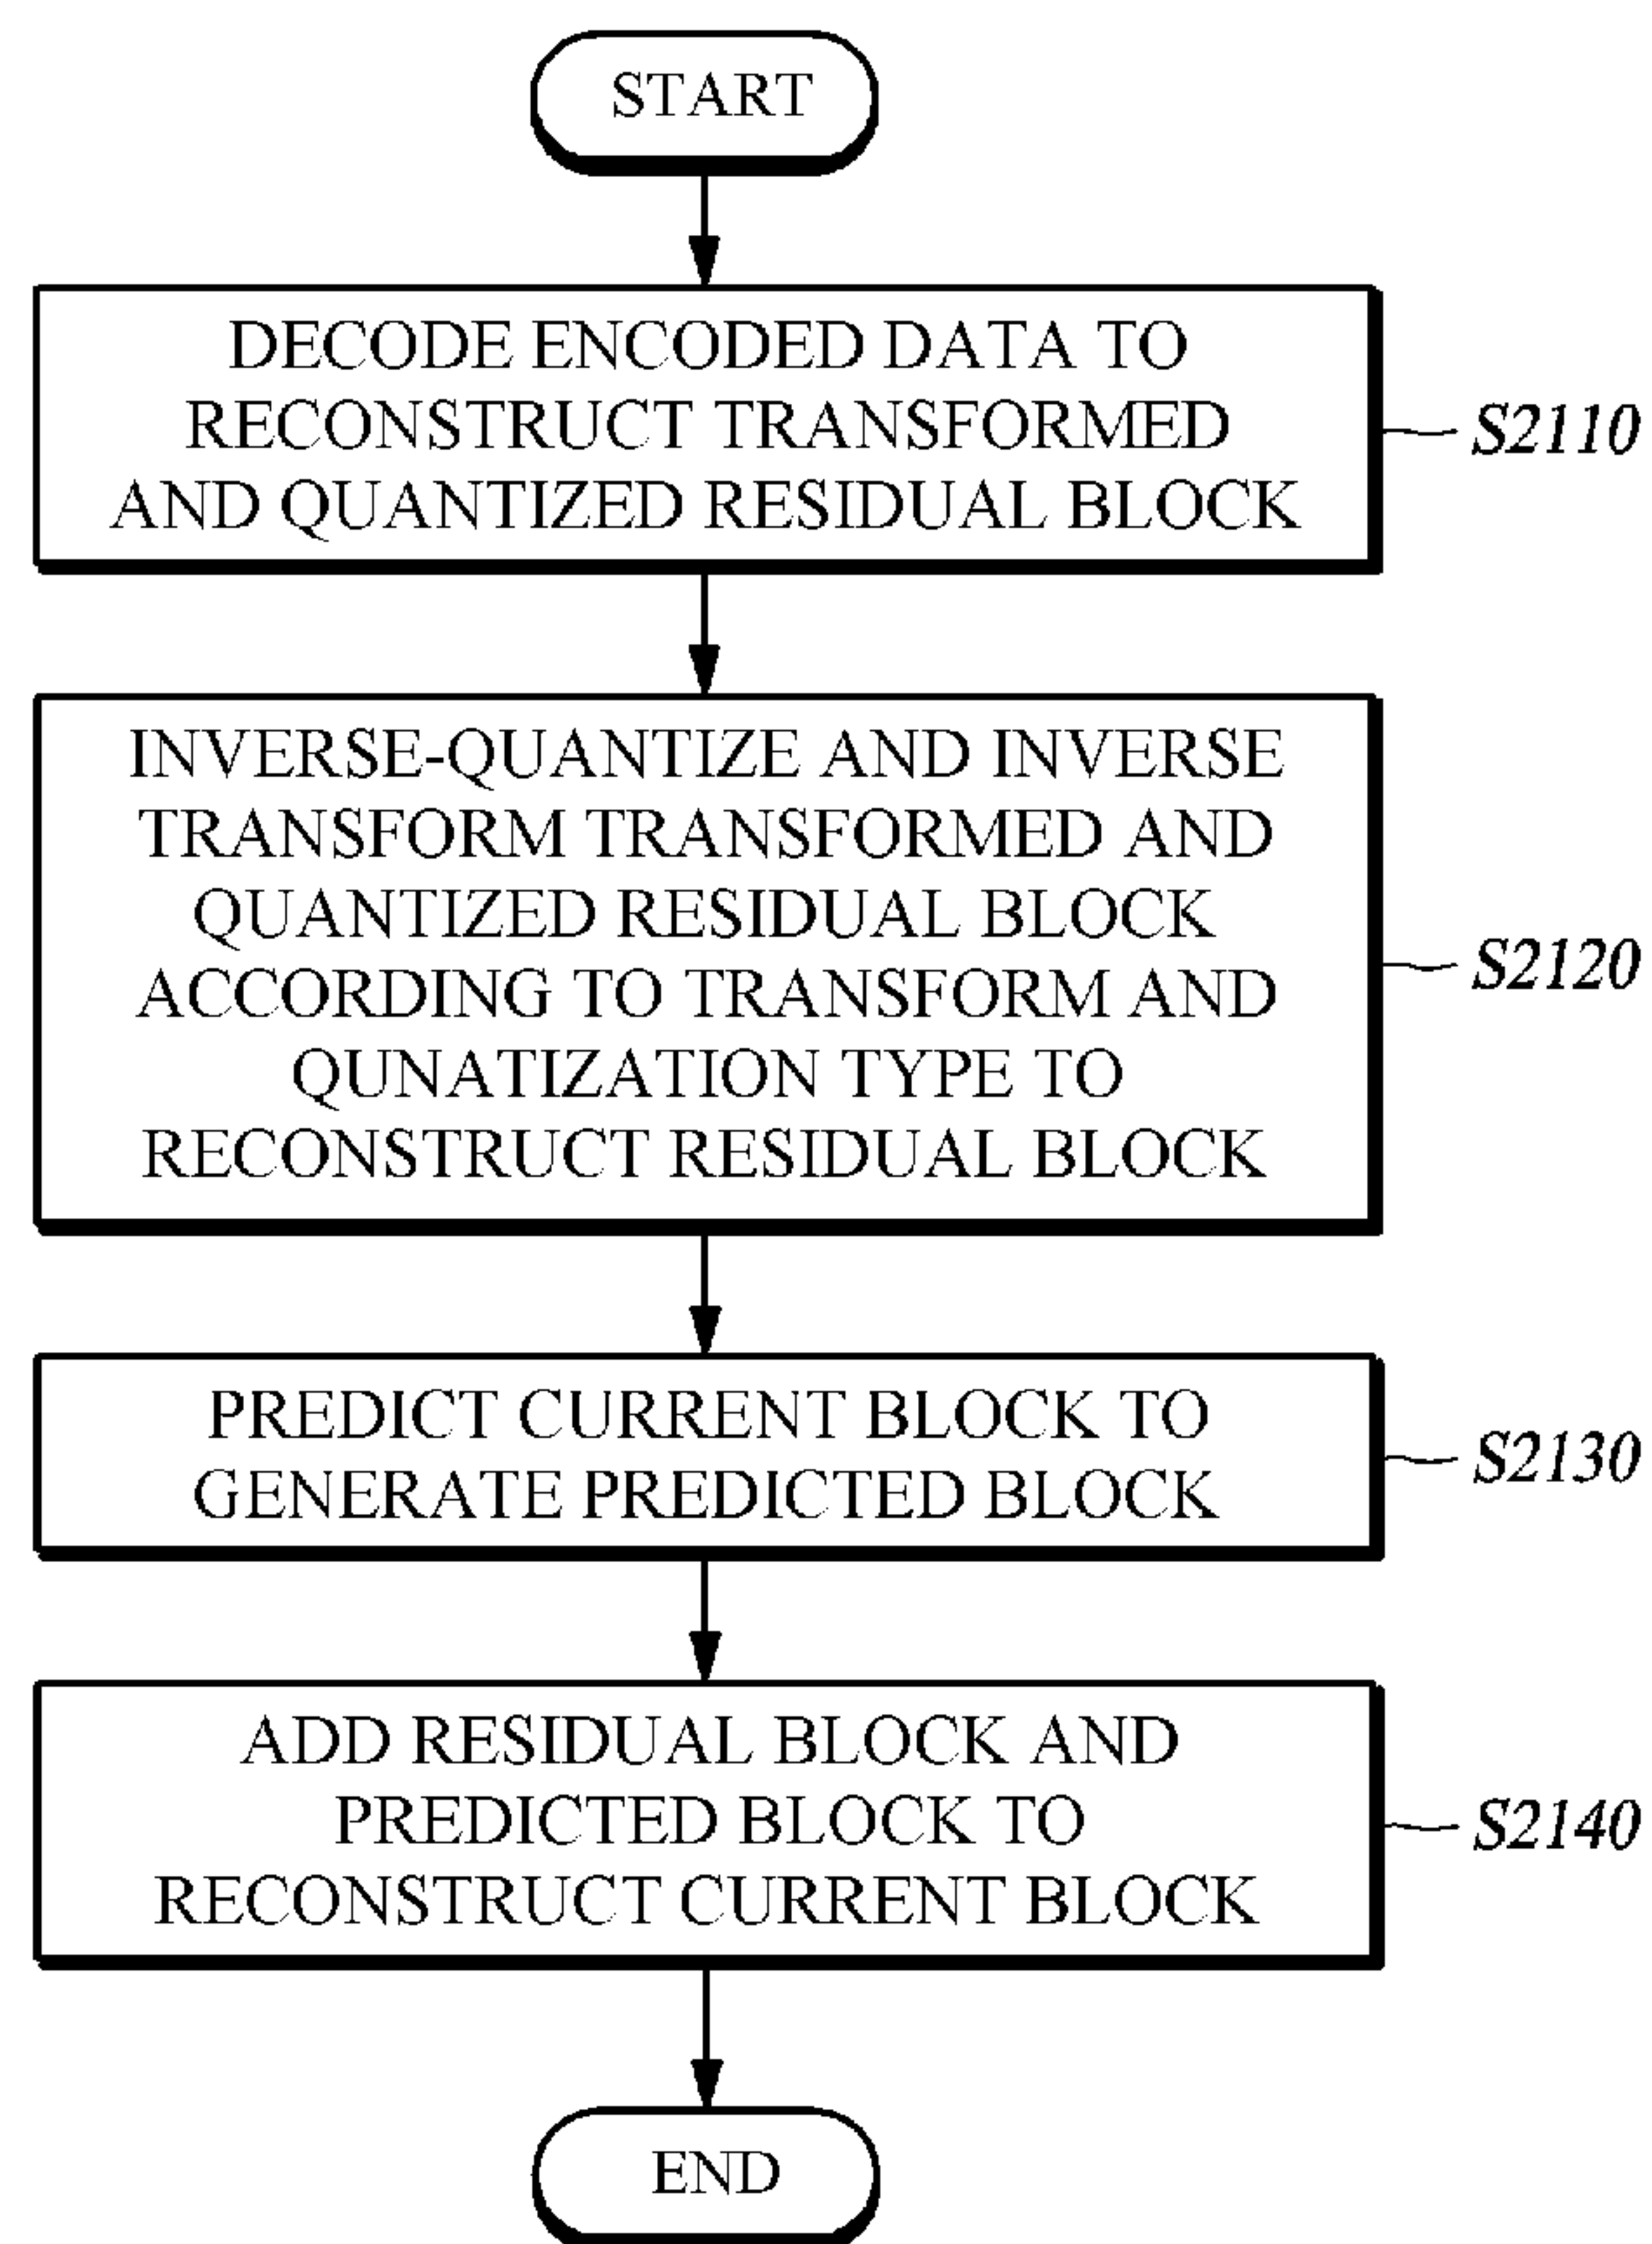 START
DECODE ENCODED DATA TO
RECONSTRUCT TRANSFORMED
AND QUANTIZED RESIDUAL BLOCK
S2110
INVERSE-QUANTIZE AND INVERSE
TRANSFORM TRANSFORMED AND
QUANTIZED RESIDUAL BLOCK
ACCORDING TO TRANSFORM AND
QUNATIZATION TYPE TO
RECONSTRUCT RESIDUAL BLOCK
S2120
PREDICT CURRENT BLOCK TO
GENERATE PREDICTED BLOCK
S2130
ADD RESIDUAL BLOCK AND
PREDICTED BLOCK TO
RECONSTRUCT CURRENT BLOCK
S2140
END